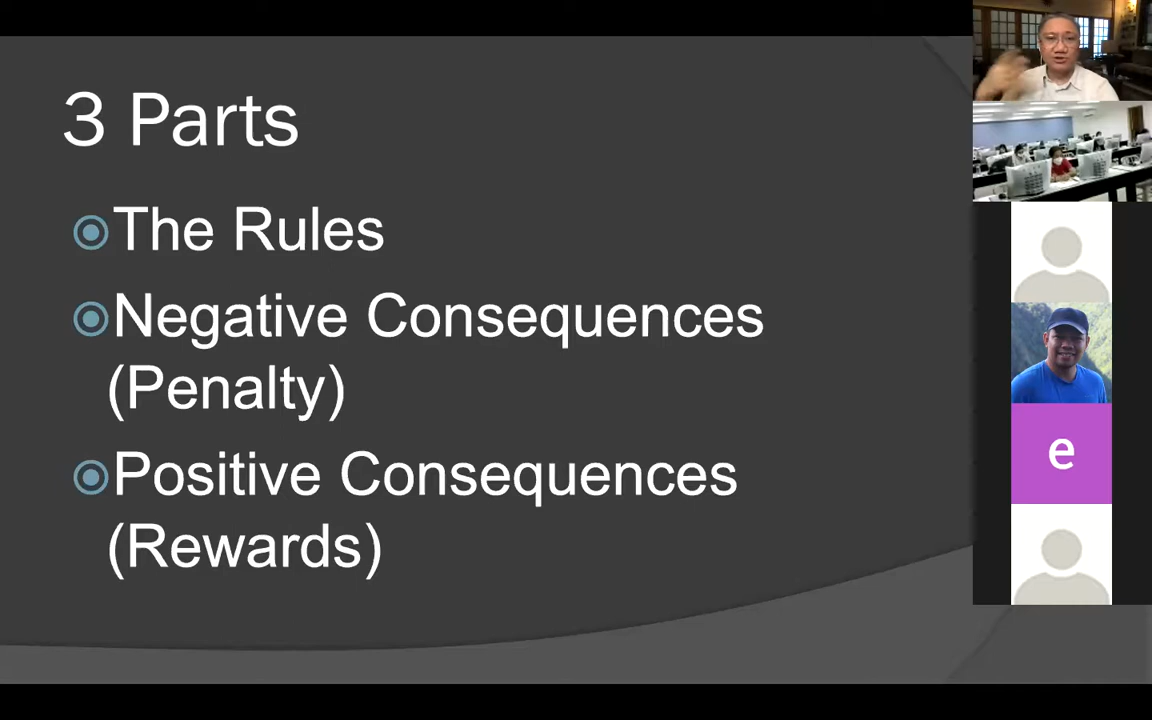 3 Parts
The Rules
Negative Consequences
(Penalty)
Positive Consequences
(Rewards)
e